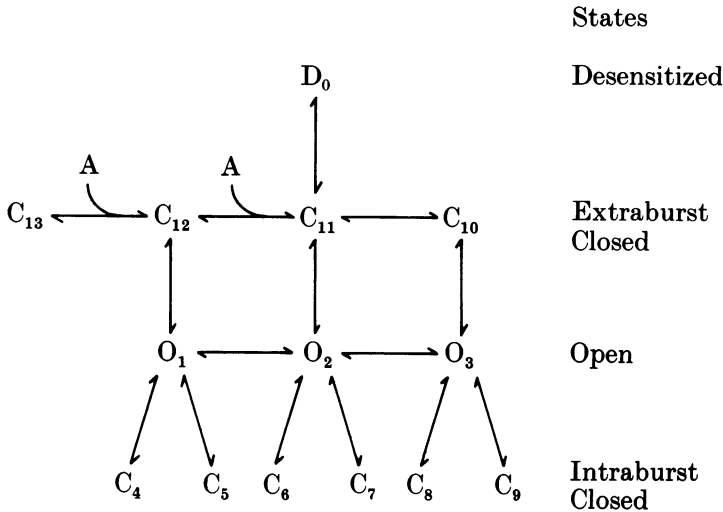 States
D₀ Desensitized
A A
C₁₃ C₁₂ C₁₁ C₁₀ Extraburst
Closed
O₁ O₂ O₃ Open
C₄ C₅ C₆ C₇ C₈ C₉ Intraburst
Closed